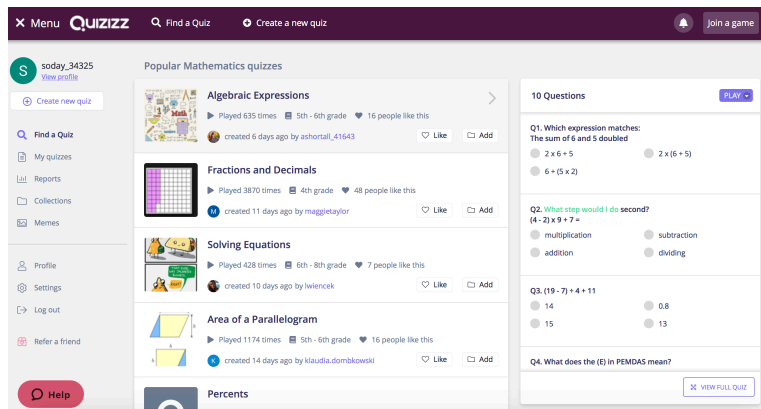 Menu QUIZIZZ Find a Quiz Create a new quiz Join a game
S soday_34325
View profile
Create new quiz
Find a Quiz
My quizzes
Reports
Collections
Memes
Profile
Settings
Log out
Refer a friend
Help
Popular Mathematics quizzes
Math
Algebraic Expressions
Played 635 times 5th - 6th grade 16 people like this
created 6 days ago by ashortall_41643 Like Add
Fractions and Decimals
Played 3870 times 4th grade 48 people like this
M created 11 days ago by maggietaylor Like Add
Solving Equations
Played 428 times 6th - 8th grade 7 people like this
created 10 days ago by lwiencek Like Add
Area of a Parallelogram
Played 1174 times 5th - 6th grade 16 people like this
K created 14 days ago by klaudia.dombkowski Like Add
Percents
10 Questions PLAY
Q1. Which expression matches:
The sum of 6 and 5 doubled
2 x 6 + 5 2 x (6 + 5)
6 + (5 x 2)
Q2. What step would I do second?
(4 - 2) x 9 + 7 =
multiplication subtraction
addition dividing
Q3. (19 - 7) ÷ 4 + 11
14 0.8
15 13
Q4. What does the (E) in PEMDAS mean?
VIEW FULL QUIZ